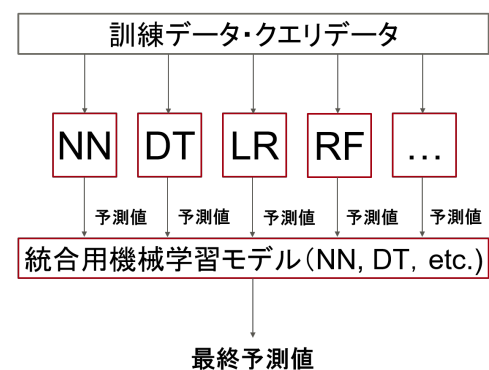 訓練データ・クエリデータ
NN DT LR RF …
予測値 予測値 予測値 予測値 予測値
統合用機械学習モデル（NN, DT, etc.)
最終予測値